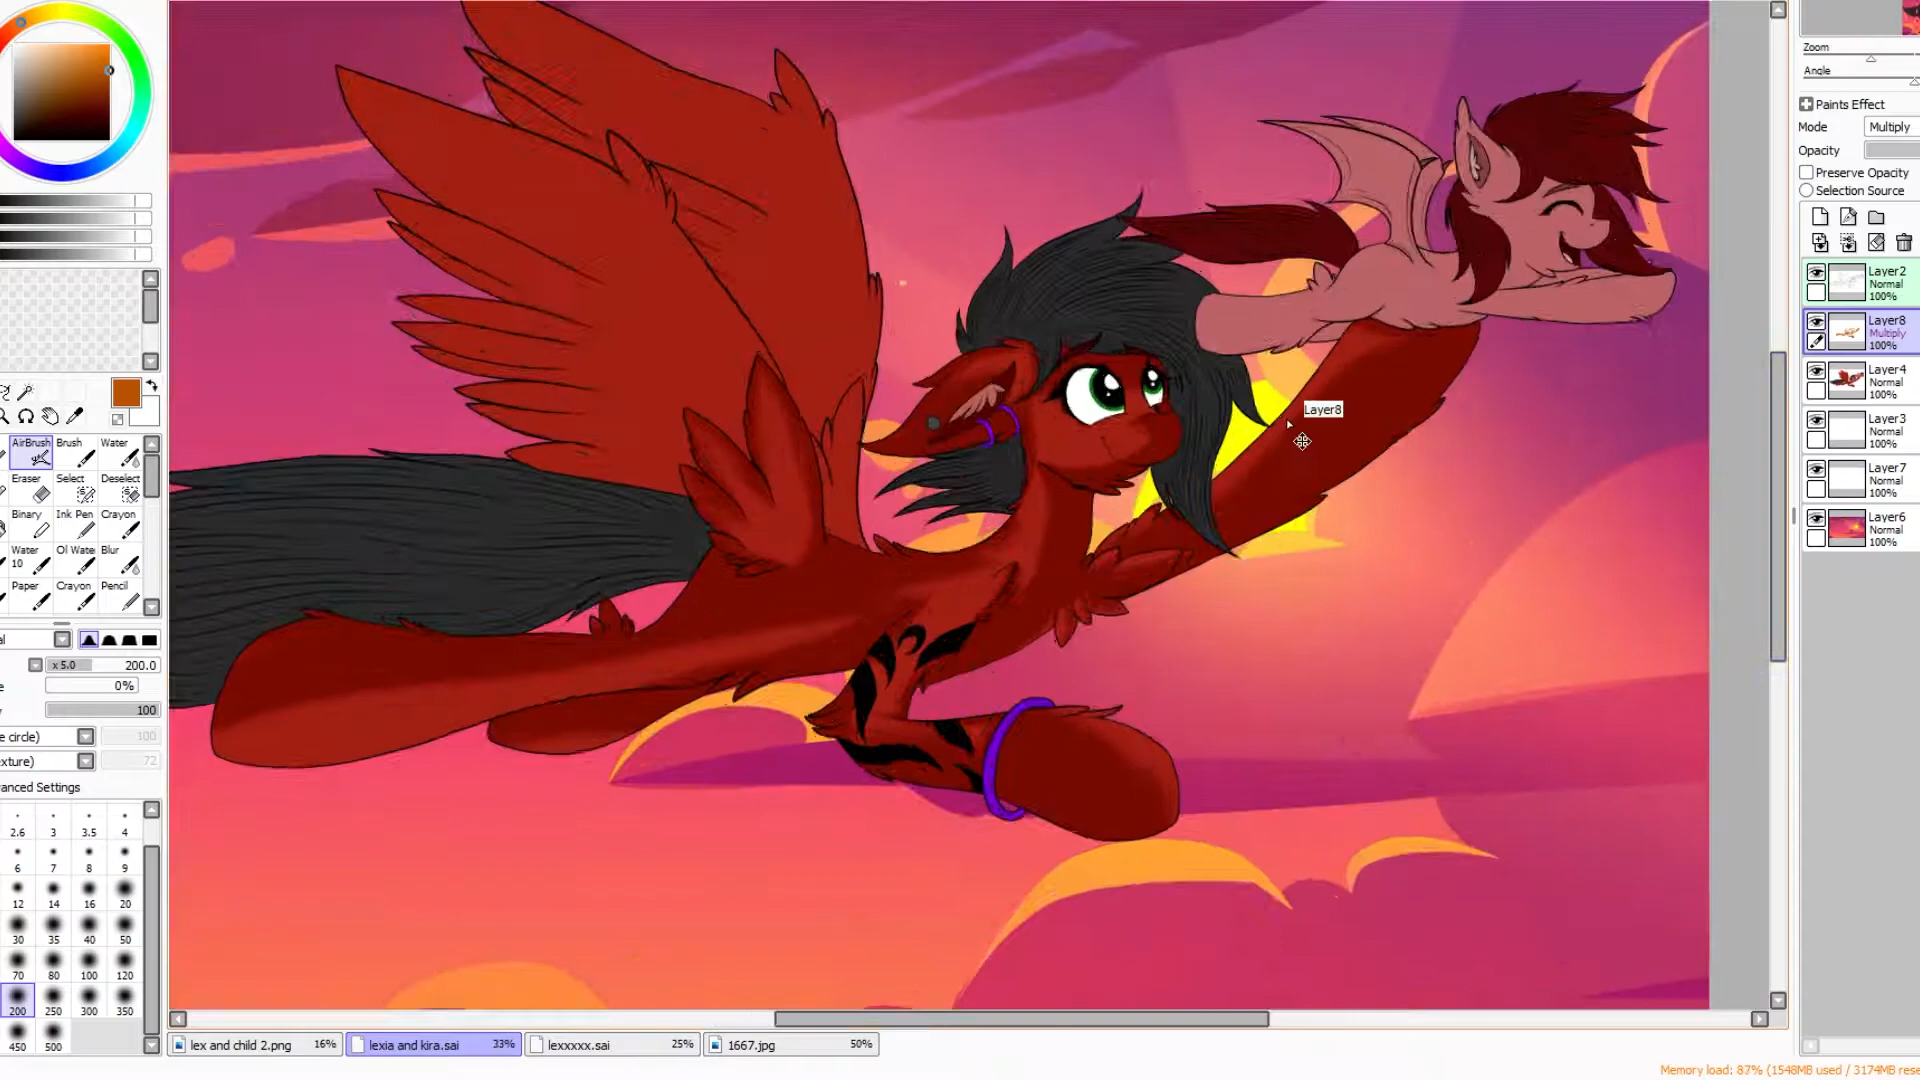 Zoom
Angle
Paints Effect
Mode Multiply
Opacity
Preserve Opacity
Selection Source
Layer2
Normal
100%
Layer8
Multiply
100%
Layer4
Normal
100%
Layer3
Normal
100%
Layer7
Normal
100%
Layer6
Normal
100%
Layer8
AirBrush Brush Water
Eraser Select Deselect
Binary Ink Pen Crayon
Water Oil Wate Blur
10
Paper Crayon Pencil
al
x 5.0 200.0
e 0%
y 100
e circle) 100
exture) 72
anced Settings
2.6 3 3.5 4
6 7 8 9
12 14 16 20
30 35 40 50
70 80 100 120
200 250 300 350
450 500
lex and child 2.png 16% lexia and kira.sai 33% lexxxxx.sai 25% 1667.jpg 50%
Memory load: 87% (1548MB used / 3174MB rese